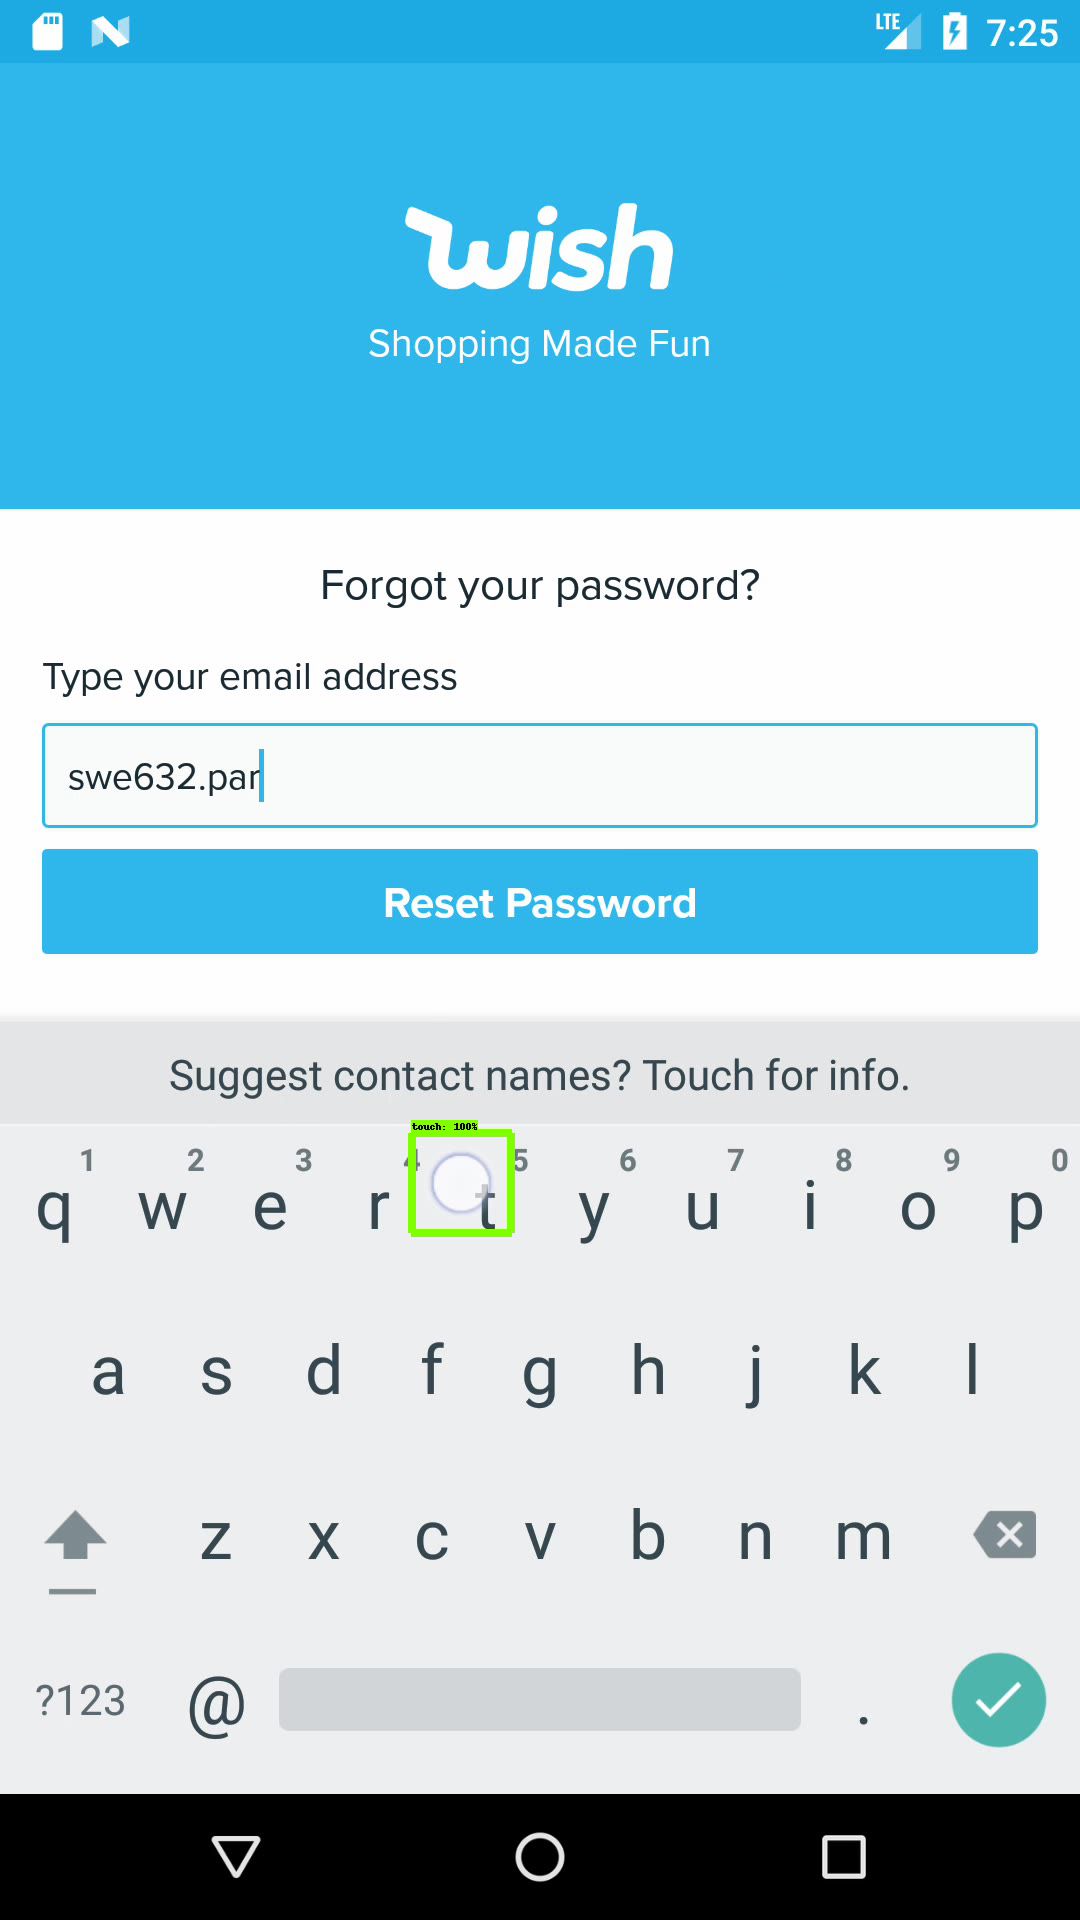 LTE 7:25
wish
Shopping Made Fun
Forgot your password?
Type your email address
swe632.par
Reset Password
Suggest contact names? Touch for info.
touch: 100%
1 2 3 4 5 6 7 8 9 0
q w e r t y u i o p
a s d f g h j k l
z x c v b n m
?123 @ .